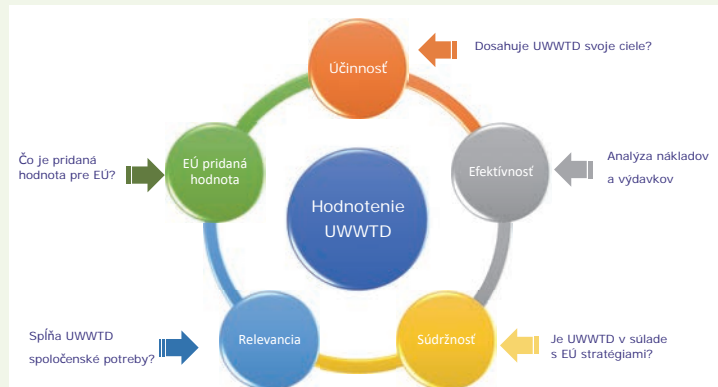 Účinnosť
Dosahuje UWWTD svoje ciele?
Čo je pridaná
hodnota pre EÚ?
EÚ pridaná
hodnota
Efektívnosť
Analýza nákladov
a výdavkov
Hodnotenie
UWWTD
Spĺňa UWWTD
spoločenské potreby?
Relevancia
Súdržnosť
Je UWWTD v súlade
s EÚ stratégiami?